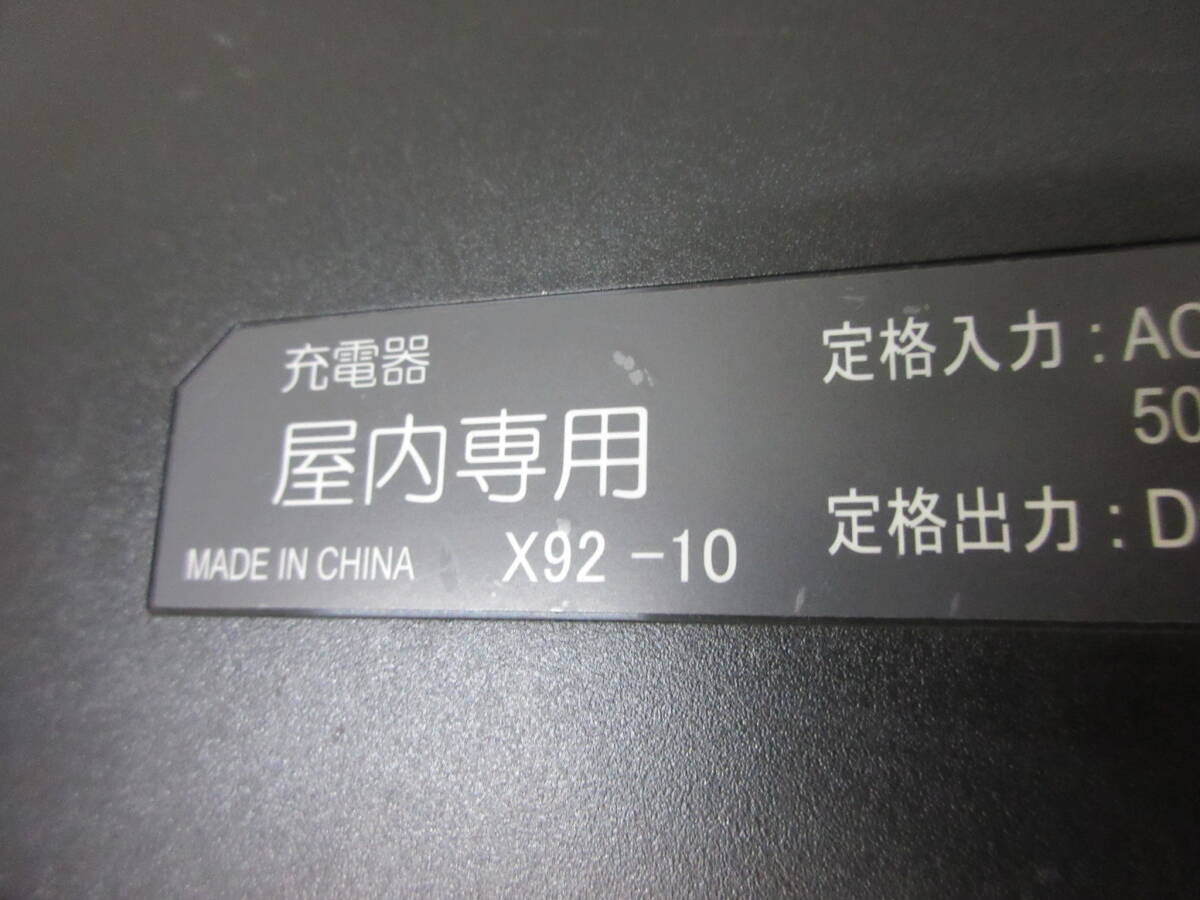 充電器
屋内専用
MADE IN CHINA X92 -10
定格入力 : AC
50
定格出力 : D